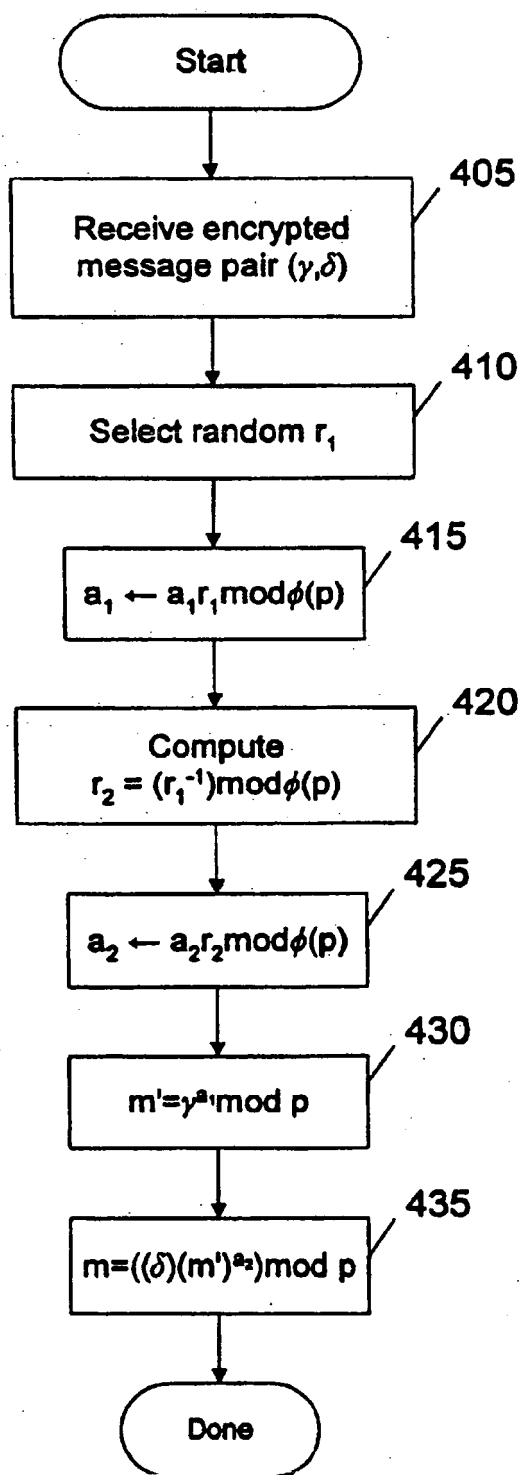 Start
405
Receive encrypted
message pair (γ,δ)
410
Select random r₁
415
a₁ ← a₁r₁modϕ(p)
420
Compute
r₂ = (r₁⁻¹)modϕ(p)
425
a₂ ← a₂r₂modϕ(p)
430
m'=γᵃ¹mod p
435
m=((δ)(m')ᵃ²)mod p
Done